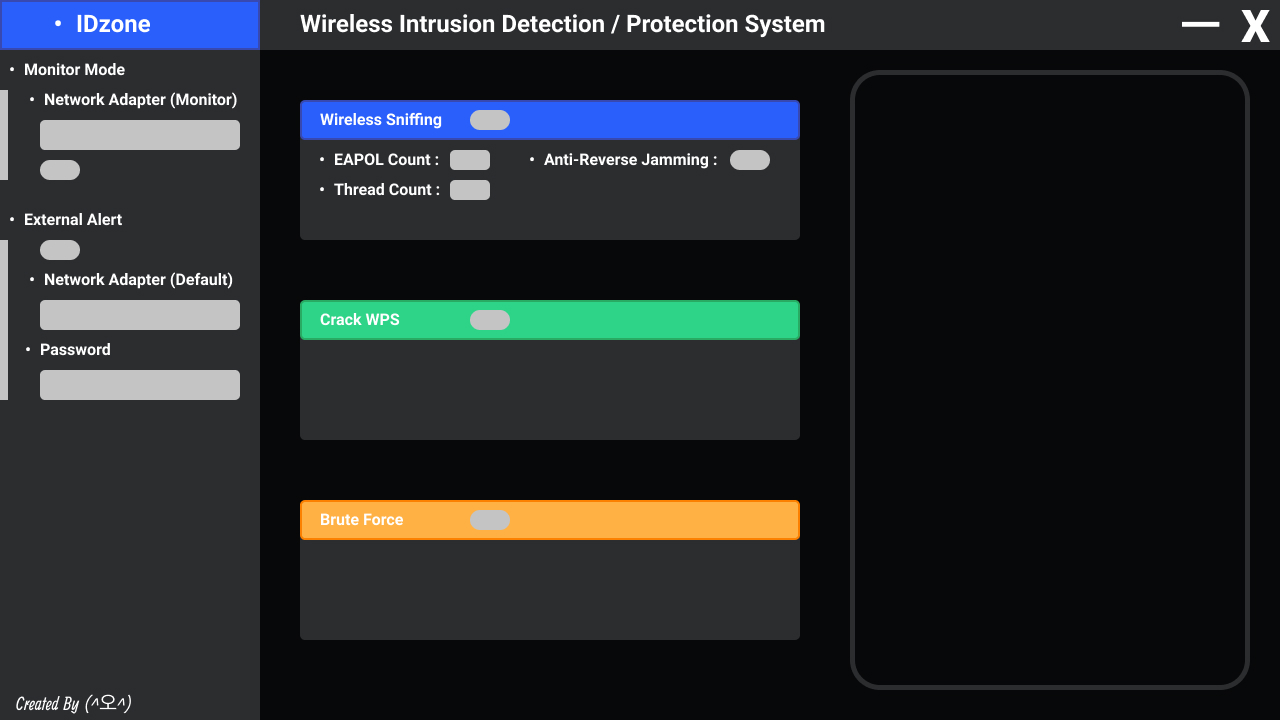 • IDzone
Wireless Intrusion Detection / Protection System
— X
• Monitor Mode
• Network Adapter (Monitor)
• External Alert
• Network Adapter (Default)
• Password
Created By (^오^)
Wireless Sniffing
• EAPOL Count :
• Anti-Reverse Jamming :
• Thread Count :
Crack WPS
Brute Force